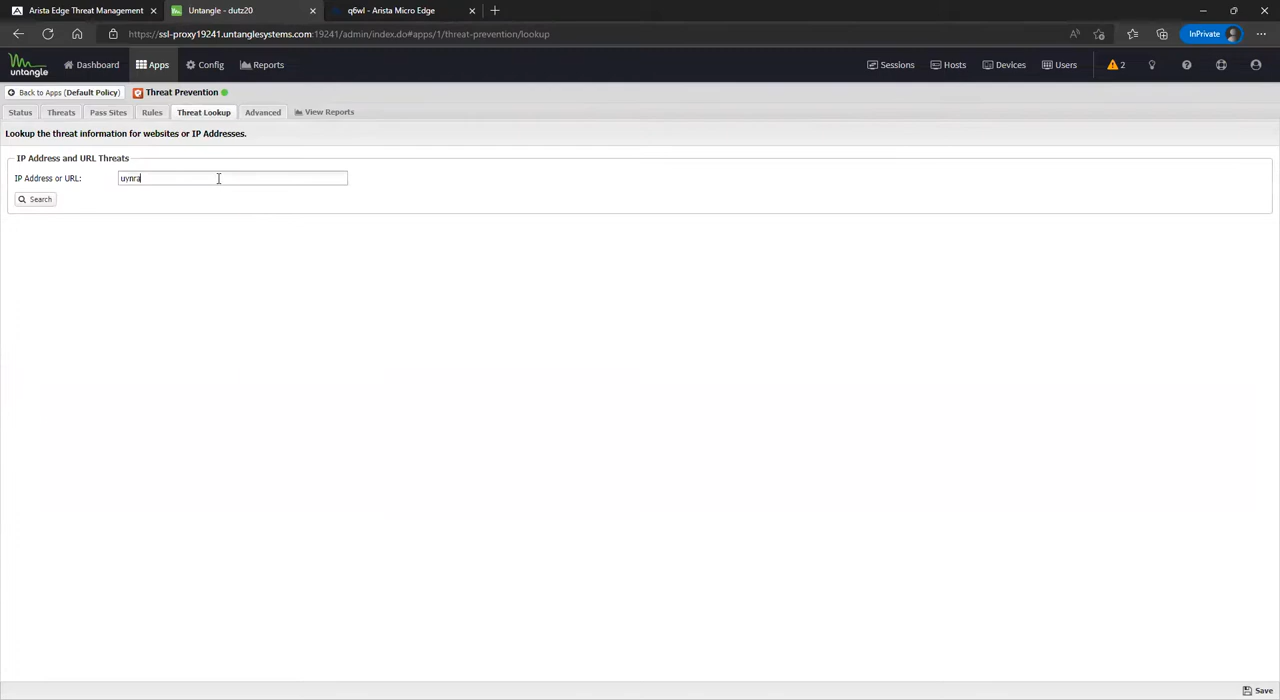 Arista Edge Threat Management
Untangle - dutz20
q6wl - Arista Micro Edge
https://ssl-proxy19241.untanglesystems.com:19241/admin/index.do#apps/1/threat-prevention/lookup
InPrivate
untangle
Dashboard
Apps
Config
Reports
Sessions
Hosts
Devices
Users
2
Back to Apps (Default Policy)
Threat Prevention
Status
Threats
Pass Sites
Rules
Threat Lookup
Advanced
View Reports
Lookup the threat information for websites or IP Addresses.
IP Address and URL Threats
IP Address or URL:
uynra
Search
Save